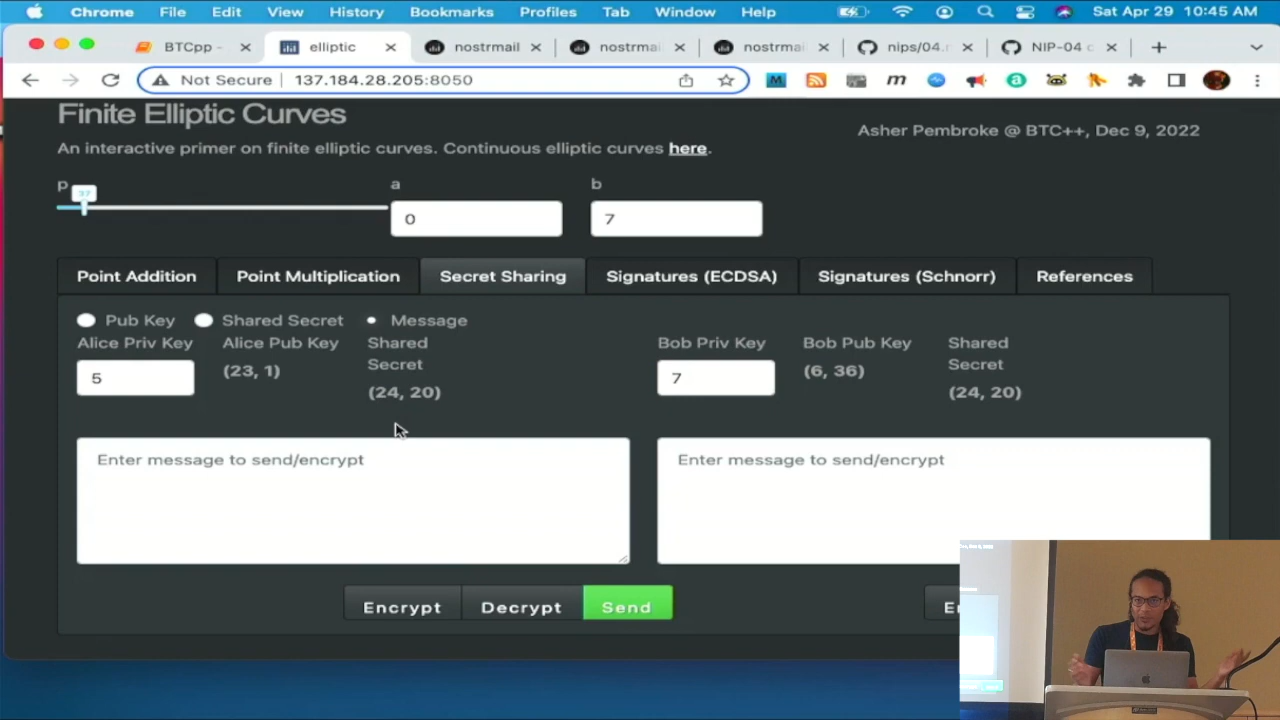 Chrome File Edit View History Bookmarks Profiles Tab Window Help Sat Apr 29 10:45 AM
BTCpp - elliptic nostrmail nostrmai nostrmai nips/04.r NIP-04 c
Not Secure 137.184.28.205:8050
Finite Elliptic Curves
Asher Pembroke @ BTC++, Dec 9, 2022
An interactive primer on finite elliptic curves. Continuous elliptic curves here.
p a b
37
0 7
Point Addition Point Multiplication Secret Sharing Signatures (ECDSA) Signatures (Schnorr) References
Pub Key Shared Secret Message
Alice Priv Key Alice Pub Key Shared Secret Bob Priv Key Bob Pub Key Shared Secret
5 (23, 1) (24, 20) 7 (6, 36) (24, 20)
Enter message to send/encrypt Enter message to send/encrypt
Encrypt Decrypt Send